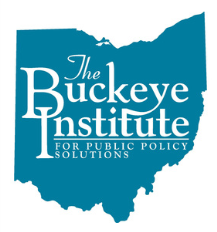 The
Buckeye
Institute
FOR PUBLIC POLICY
SOLUTIONS